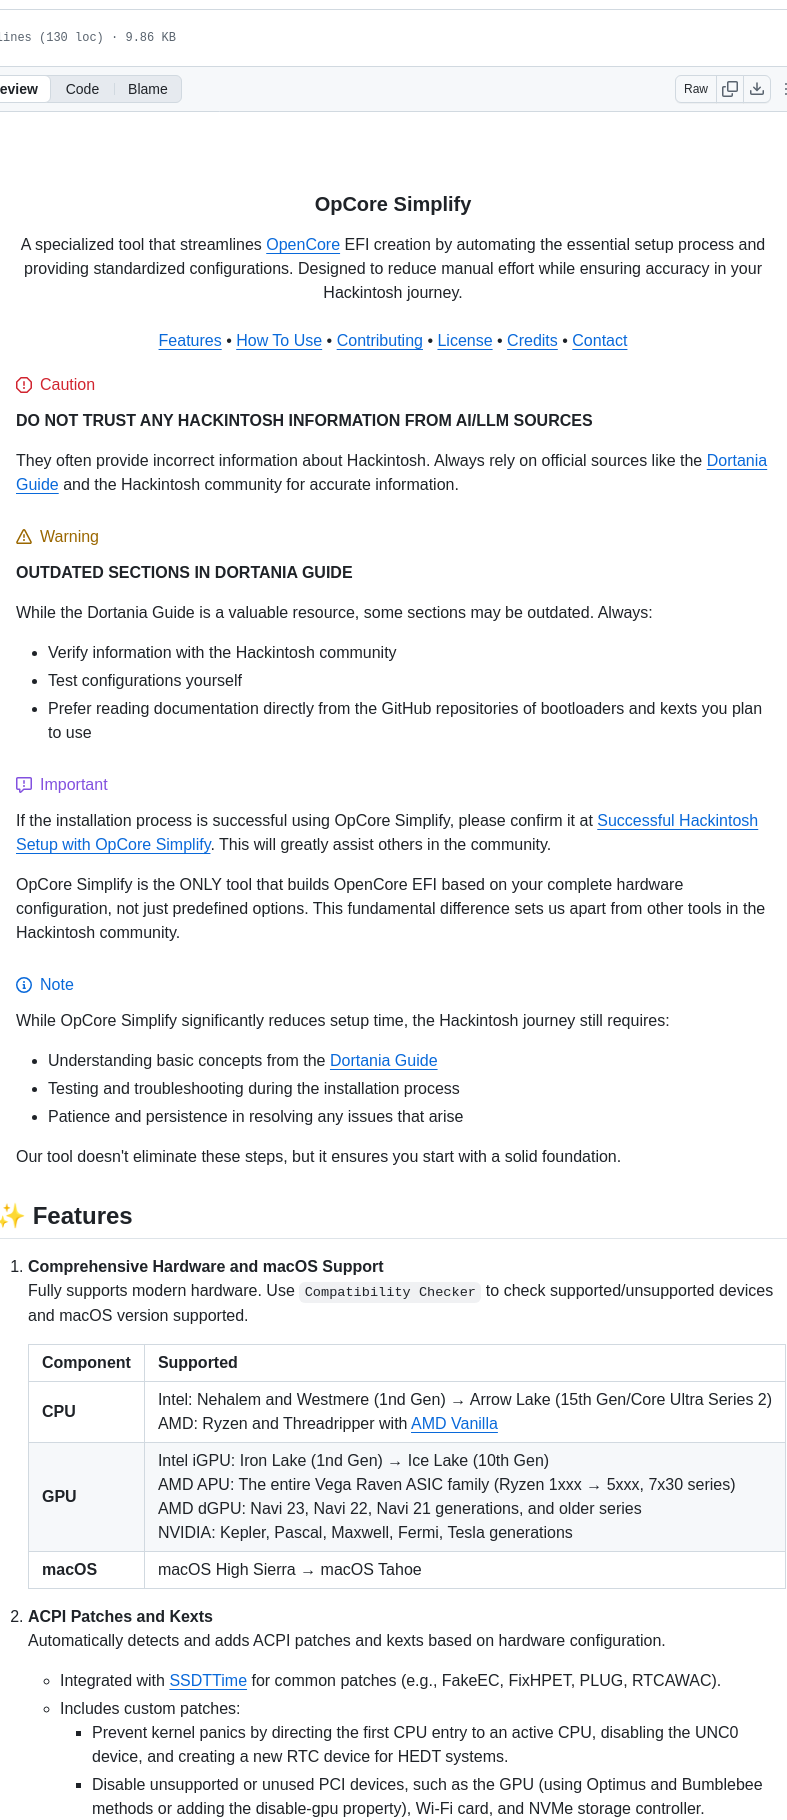 lines (130 loc) · 9.86 KB
eview Code Blame Raw
OpCore Simplify
A specialized tool that streamlines OpenCore EFI creation by automating the essential setup process and
providing standardized configurations. Designed to reduce manual effort while ensuring accuracy in your
Hackintosh journey.
Features • How To Use • Contributing • License • Credits • Contact
Caution
DO NOT TRUST ANY HACKINTOSH INFORMATION FROM AI/LLM SOURCES
They often provide incorrect information about Hackintosh. Always rely on official sources like the Dortania
Guide and the Hackintosh community for accurate information.
Warning
OUTDATED SECTIONS IN DORTANIA GUIDE
While the Dortania Guide is a valuable resource, some sections may be outdated. Always:
• Verify information with the Hackintosh community
• Test configurations yourself
• Prefer reading documentation directly from the GitHub repositories of bootloaders and kexts you plan
to use
Important
If the installation process is successful using OpCore Simplify, please confirm it at Successful Hackintosh
Setup with OpCore Simplify. This will greatly assist others in the community.
OpCore Simplify is the ONLY tool that builds OpenCore EFI based on your complete hardware
configuration, not just predefined options. This fundamental difference sets us apart from other tools in the
Hackintosh community.
Note
While OpCore Simplify significantly reduces setup time, the Hackintosh journey still requires:
• Understanding basic concepts from the Dortania Guide
• Testing and troubleshooting during the installation process
• Patience and persistence in resolving any issues that arise
Our tool doesn't eliminate these steps, but it ensures you start with a solid foundation.
✨ Features
1. Comprehensive Hardware and macOS Support
Fully supports modern hardware. Use Compatibility Checker to check supported/unsupported devices
and macOS version supported.
Component Supported
CPU
Intel: Nehalem and Westmere (1nd Gen) → Arrow Lake (15th Gen/Core Ultra Series 2)
AMD: Ryzen and Threadripper with AMD Vanilla
GPU
Intel iGPU: Iron Lake (1nd Gen) → Ice Lake (10th Gen)
AMD APU: The entire Vega Raven ASIC family (Ryzen 1xxx → 5xxx, 7x30 series)
AMD dGPU: Navi 23, Navi 22, Navi 21 generations, and older series
NVIDIA: Kepler, Pascal, Maxwell, Fermi, Tesla generations
macOS macOS High Sierra → macOS Tahoe
2. ACPI Patches and Kexts
Automatically detects and adds ACPI patches and kexts based on hardware configuration.
◦ Integrated with SSDTTime for common patches (e.g., FakeEC, FixHPET, PLUG, RTCAWAC).
◦ Includes custom patches:
▪ Prevent kernel panics by directing the first CPU entry to an active CPU, disabling the UNC0
device, and creating a new RTC device for HEDT systems.
▪ Disable unsupported or unused PCI devices, such as the GPU (using Optimus and Bumblebee
methods or adding the disable-gpu property), Wi-Fi card, and NVMe storage controller.